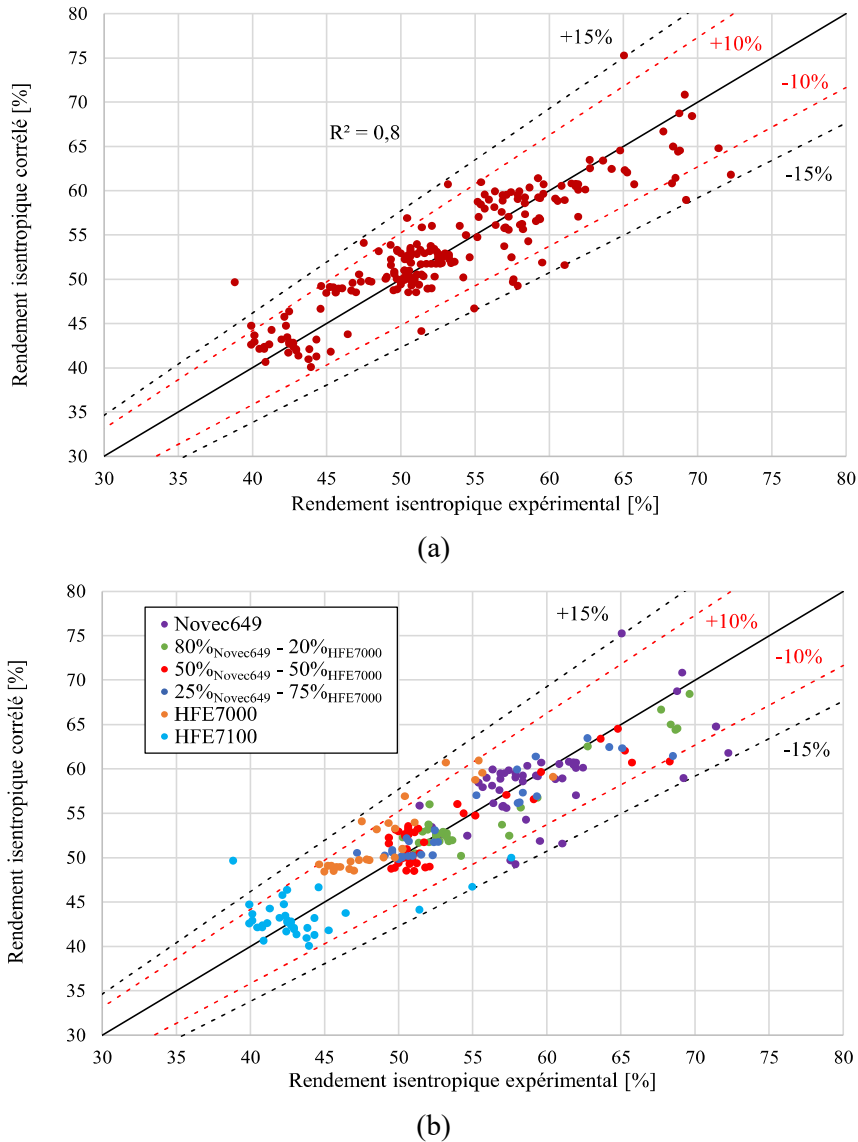 80
75
70
65
60
55
50
45
40
35
30
Rendement isentropique corrélé [%]
+15%
+10%
-10%
-15%
R² = 0,8
30 35 40 45 50 55 60 65 70 75 80
Rendement isentropique expérimental [%]
(a)
80
75
70
65
60
55
50
45
40
35
30
Rendement isentropique corrélé [%]
Novec649
80%Novec649 - 20%HFE7000
50%Novec649 - 50%HFE7000
25%Novec649 - 75%HFE7000
HFE7000
HFE7100
+15%
+10%
-10%
-15%
30 35 40 45 50 55 60 65 70 75 80
Rendement isentropique expérimental [%]
(b)